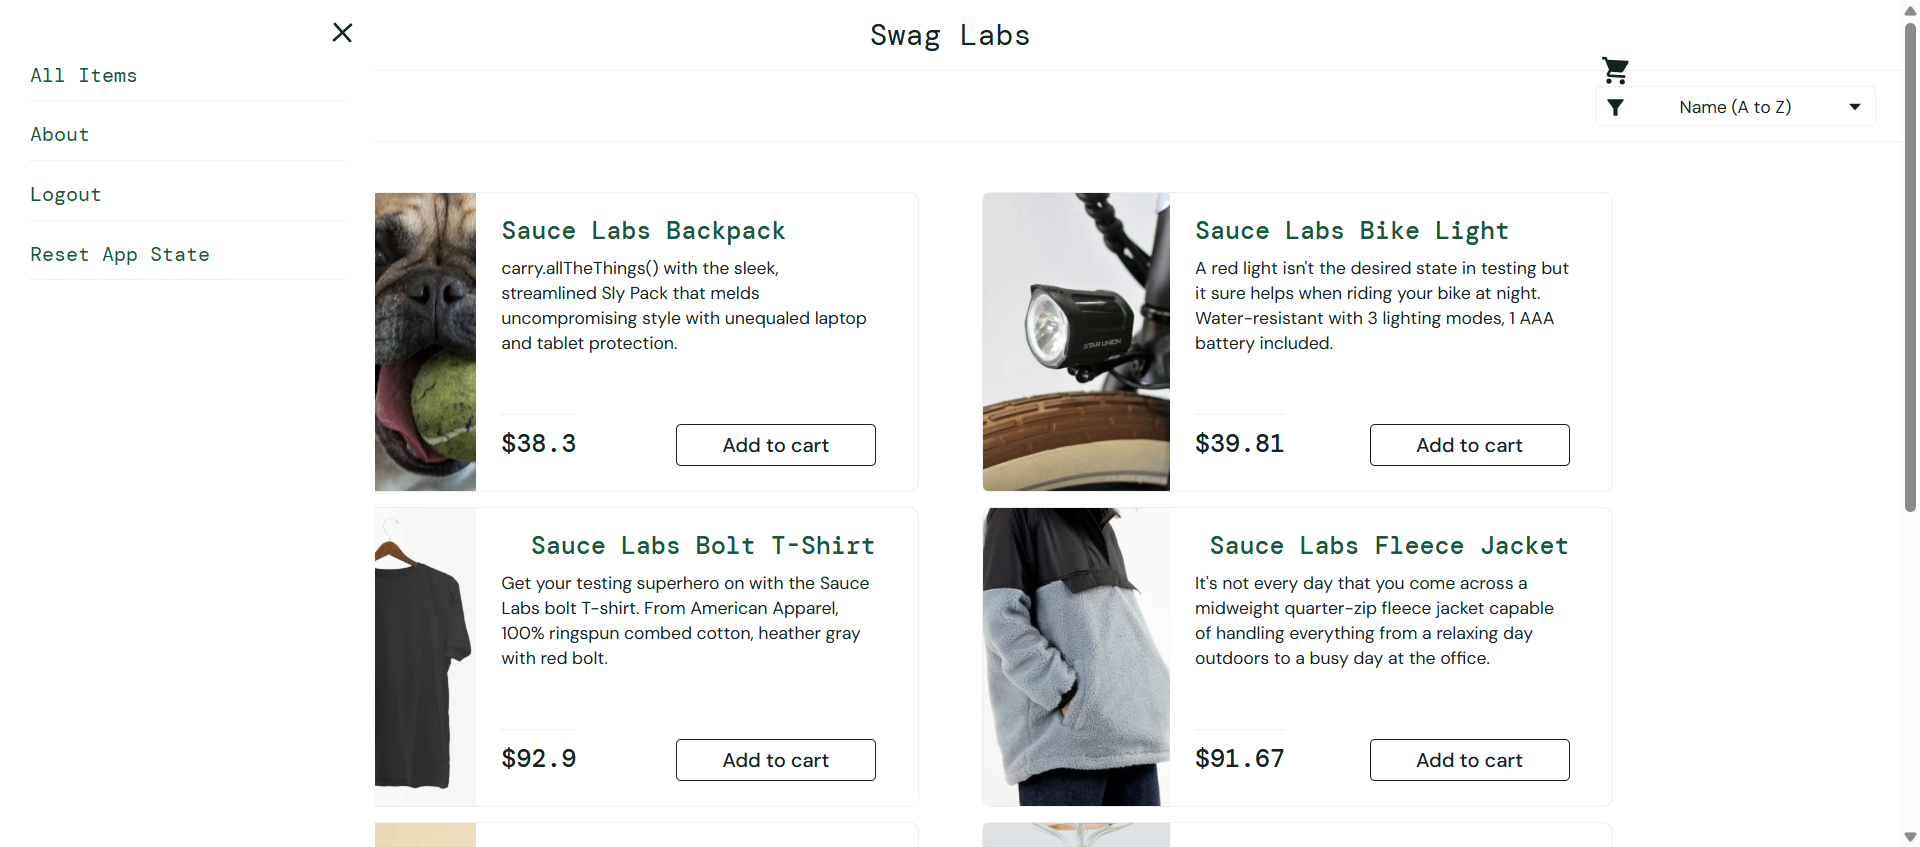 Swag Labs
All Items
About
Logout
Reset App State
Name (A to Z)
Sauce Labs Backpack
carry.allTheThings() with the sleek,
streamlined Sly Pack that melds
uncompromising style with unequaled laptop
and tablet protection.
$38.3
Add to cart
Sauce Labs Bike Light
A red light isn't the desired state in testing but
it sure helps when riding your bike at night.
Water-resistant with 3 lighting modes, 1 AAA
battery included.
STAR UNION
$39.81
Add to cart
Sauce Labs Bolt T-Shirt
Get your testing superhero on with the Sauce
Labs bolt T-shirt. From American Apparel,
100% ringspun combed cotton, heather gray
with red bolt.
$92.9
Add to cart
Sauce Labs Fleece Jacket
It's not every day that you come across a
midweight quarter-zip fleece jacket capable
of handling everything from a relaxing day
outdoors to a busy day at the office.
$91.67
Add to cart